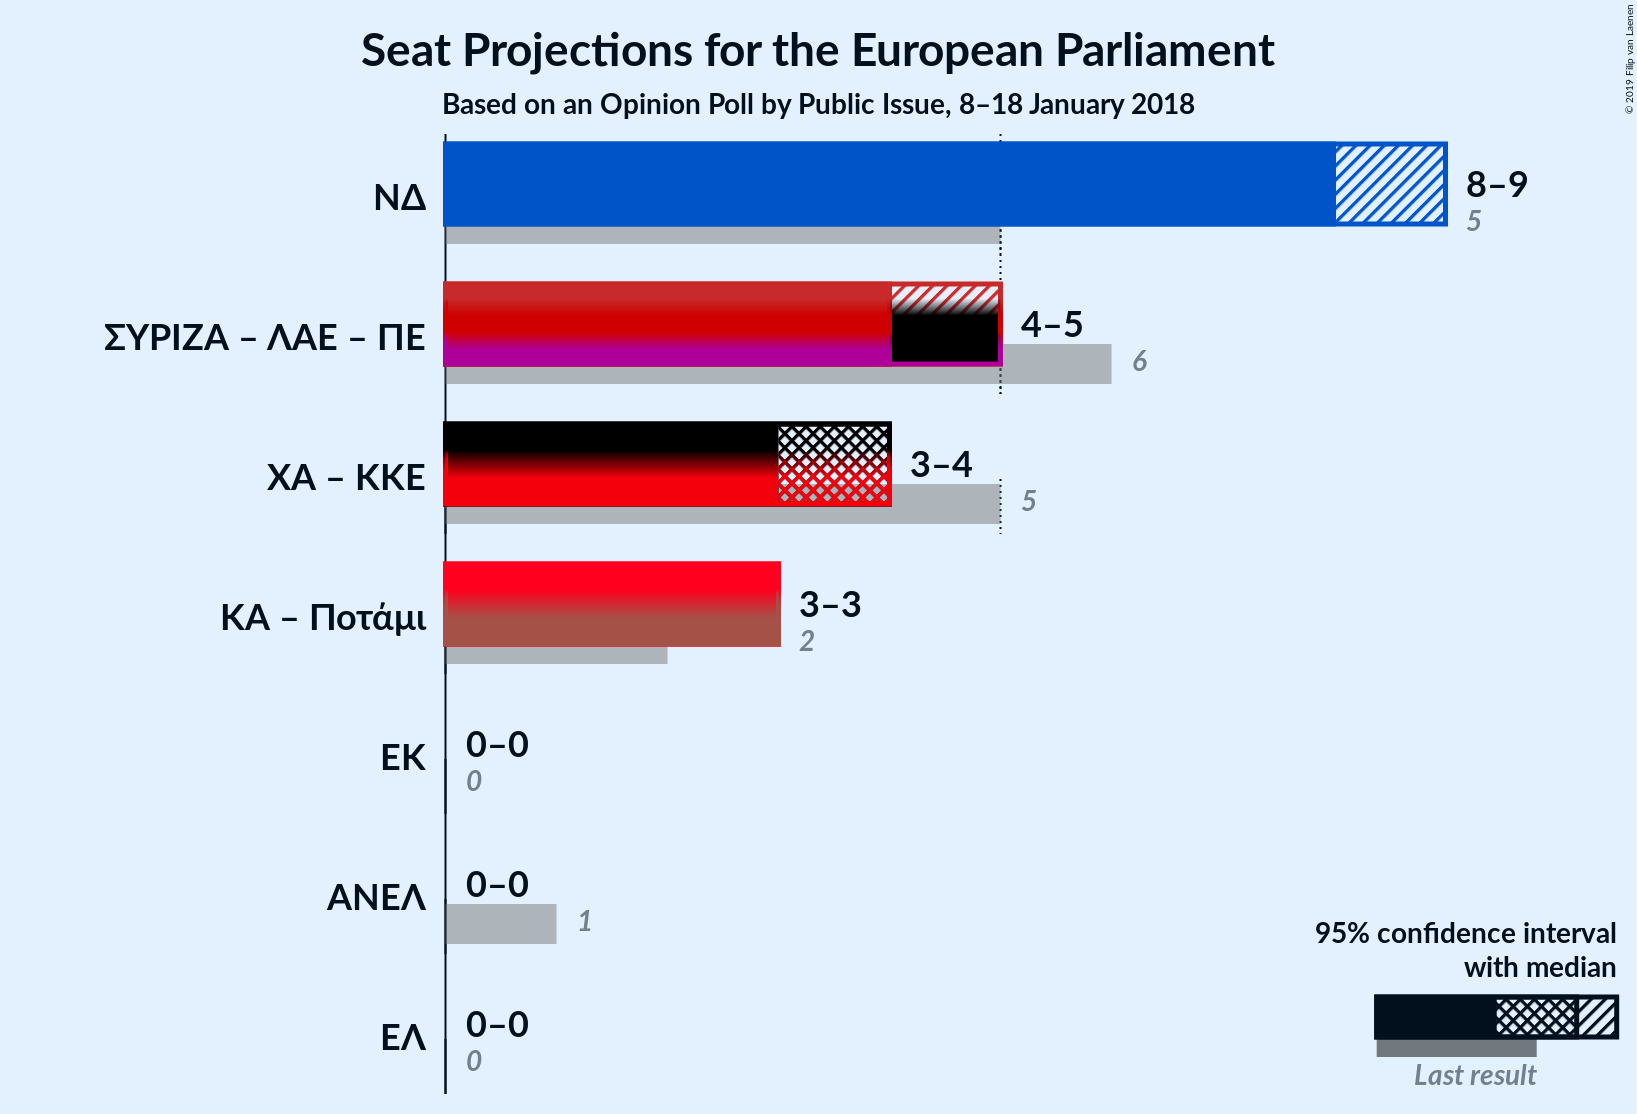 Seat Projections for the European Parliament
Based on an Opinion Poll by Public Issue, 8–18 January 2018
© 2019 Filip van Laenen
ΝΔ
8–9
5
ΣΥΡΙΖΑ – ΛΑΕ – ΠΕ
4–5
6
ΧΑ – ΚΚΕ
3–4
5
ΚΑ – Ποτάμι
3–3
2
ΕΚ
0–0
0
ΑΝΕΛ
0–0
1
ΕΛ
0–0
0
95% confidence interval
with median
Last result